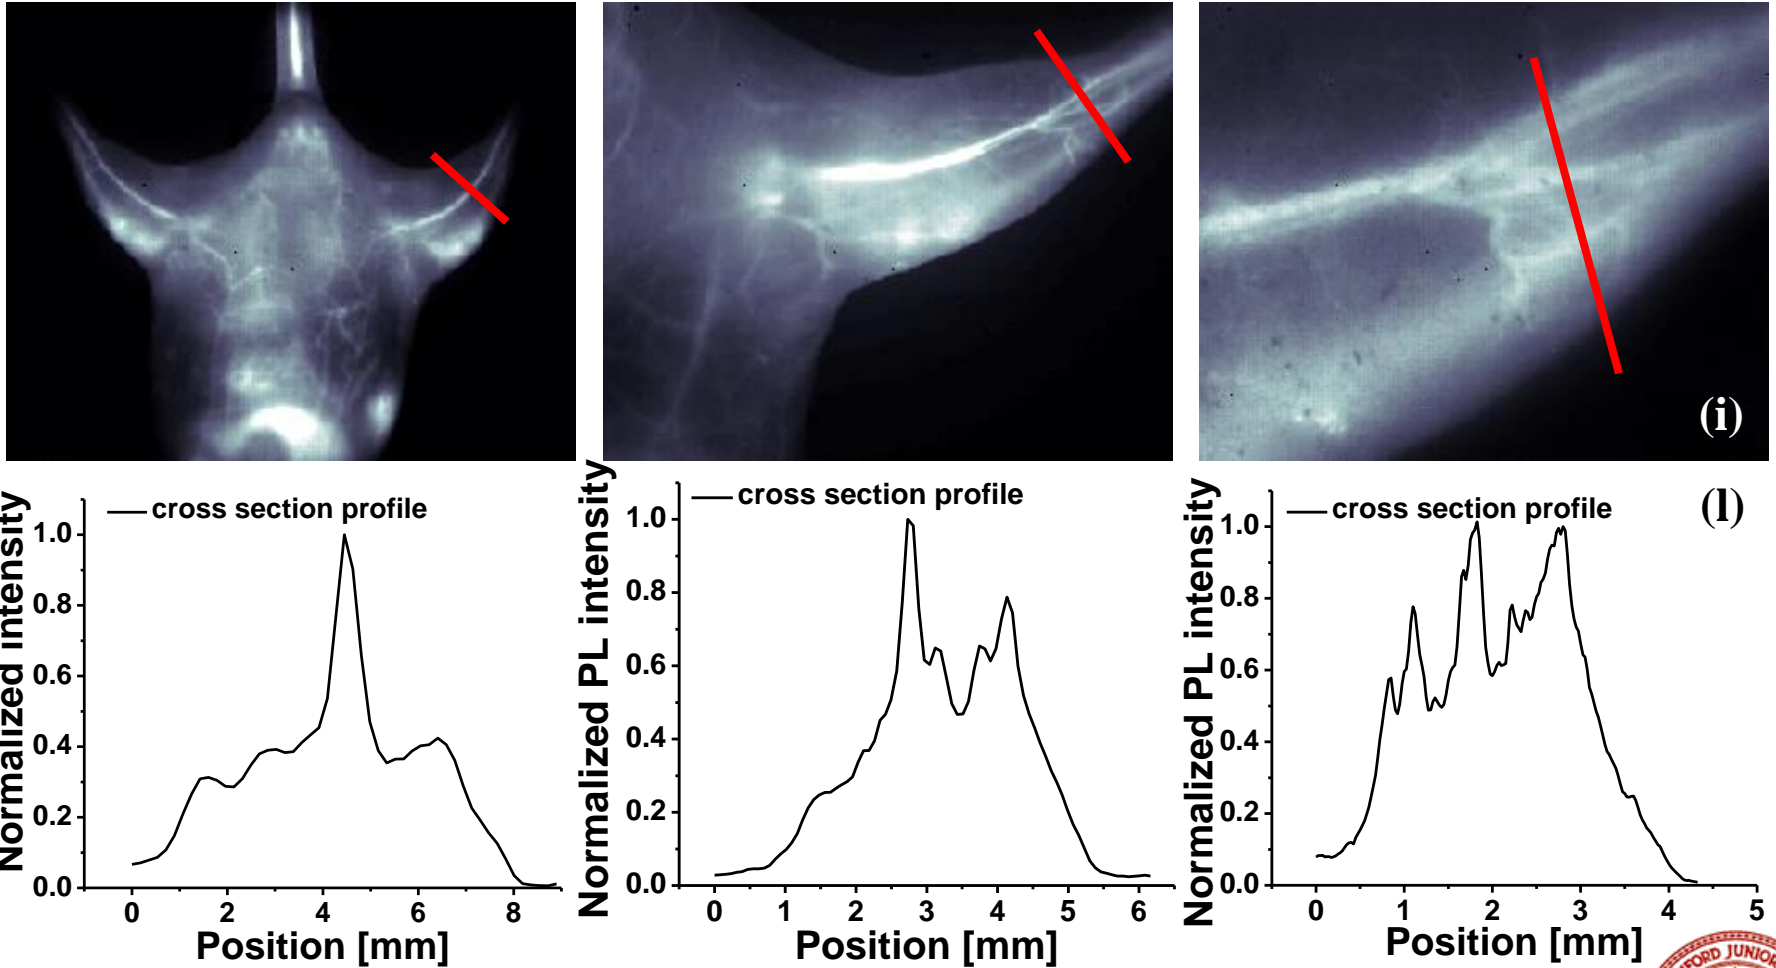 (i)
cross section profile
Normalized intensity
1.0
0.8
0.6
0.4
0.2
0.0
0 2 4 6 8
Position [mm]
cross section profile
Normalized PL intensity
1.0
0.8
0.6
0.4
0.2
0.0
0 1 2 3 4 5 6
Position [mm]
cross section profile
(l)
Normalized PL intensity
1.0
0.8
0.6
0.4
0.2
0.0
0 1 2 3 4 5
Position [mm]
JUNIOR